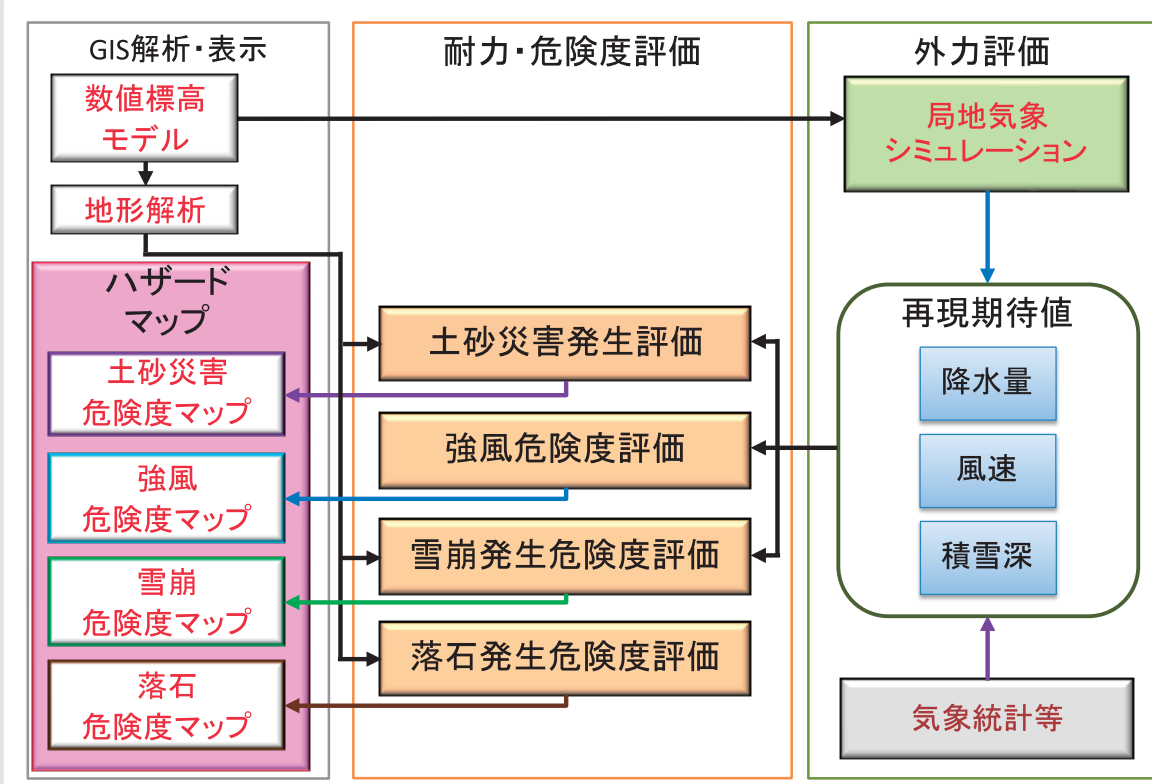 GIS解析・表示
数値標高
モデル
地形解析
ハザード
マップ
土砂災害
危険度マップ
強風
危険度マップ
雪崩
危険度マップ
落石
危険度マップ
耐力・危険度評価
土砂災害発生評価
強風危険度評価
雪崩発生危険度評価
落石発生危険度評価
外力評価
局地気象
シミュレーション
再現期待値
降水量
風速
積雪深
気象統計等